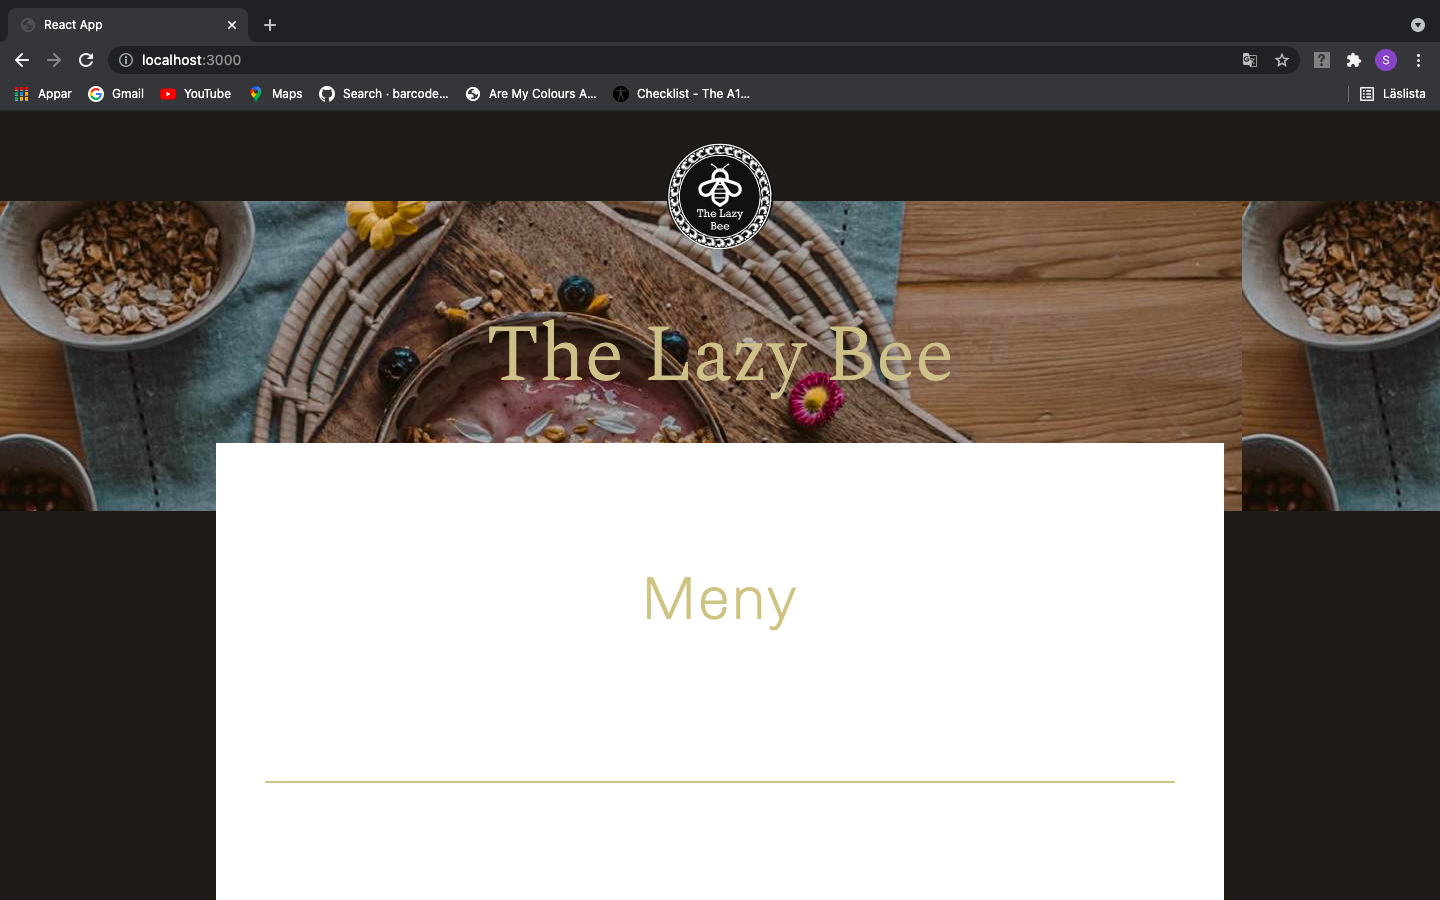 React App
localhost:3000
Appar
Gmail
YouTube
Maps
Search · barcode...
Are My Colours A...
Checklist - The A1...
Läslista
S
The Lazy
Bee
The Lazy Bee
Meny